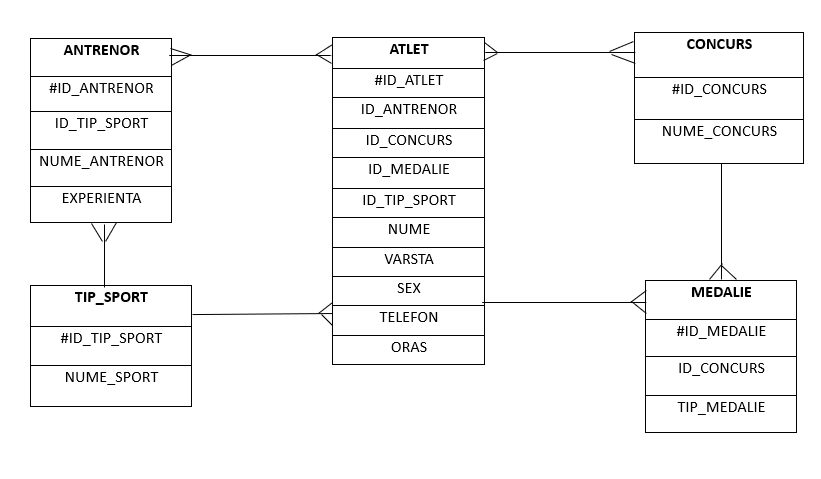 ANTRENOR
#ID_ANTRENOR
ID_TIP_SPORT
NUME_ANTRENOR
EXPERIENTA
TIP_SPORT
#ID_TIP_SPORT
NUME_SPORT
ATLET
#ID_ATLET
ID_ANTRENOR
ID_CONCURS
ID_MEDALIE
ID_TIP_SPORT
NUME
VARSTA
SEX
TELEFON
ORAS
CONCURS
#ID_CONCURS
NUME_CONCURS
MEDALIE
#ID_MEDALIE
ID_CONCURS
TIP_MEDALIE